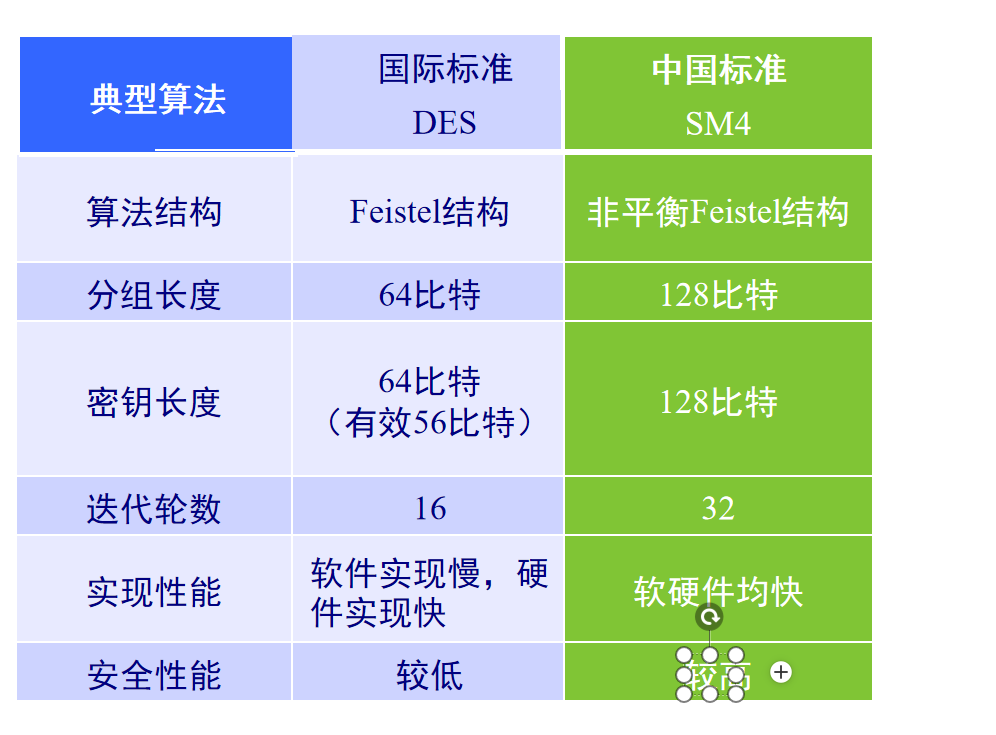 典型算法
国际标准
DES
中国标准
SM4
算法结构
Feistel结构
非平衡Feistel结构
分组长度
64比特
128比特
密钥长度
64比特
（有效56比特）
128比特
迭代轮数
16
32
实现性能
软件实现慢，硬
件实现快
软硬件均快
安全性能
较低
较高